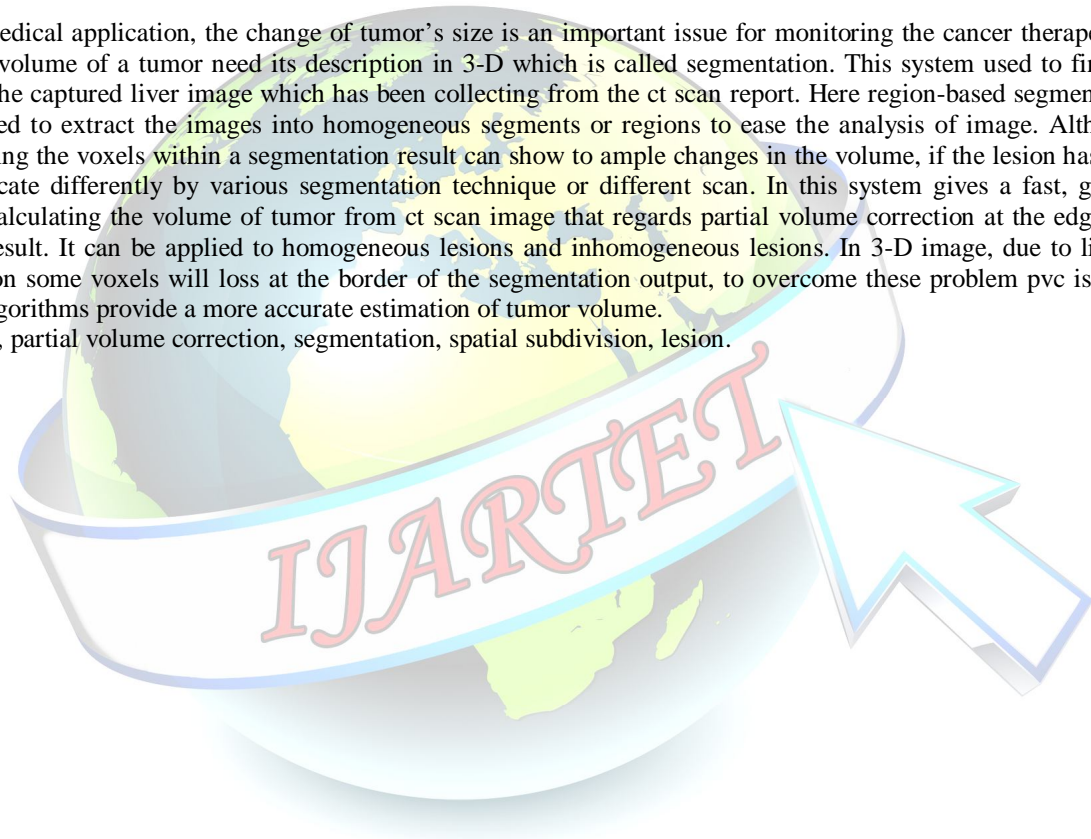 edical application, the change of tumor's size is an important issue for monitoring the cancer therape
volume of a tumor need its description in 3-D which is called segmentation. This system used to fin
he captured liver image which has been collecting from the ct scan report. Here region-based segmen
ed to extract the images into homogeneous segments or regions to ease the analysis of image. Alth
ing the voxels within a segmentation result can show to ample changes in the volume, if the lesion has
cate differently by various segmentation technique or different scan. In this system gives a fast, g
alculating the volume of tumor from ct scan image that regards partial volume correction at the edg
esult. It can be applied to homogeneous lesions and inhomogeneous lesions. In 3-D image, due to li
on some voxels will loss at the border of the segmentation output, to overcome these problem pvc is
gorithms provide a more accurate estimation of tumor volume.
, partial volume correction, segmentation, spatial subdivision, lesion.
IJARTET